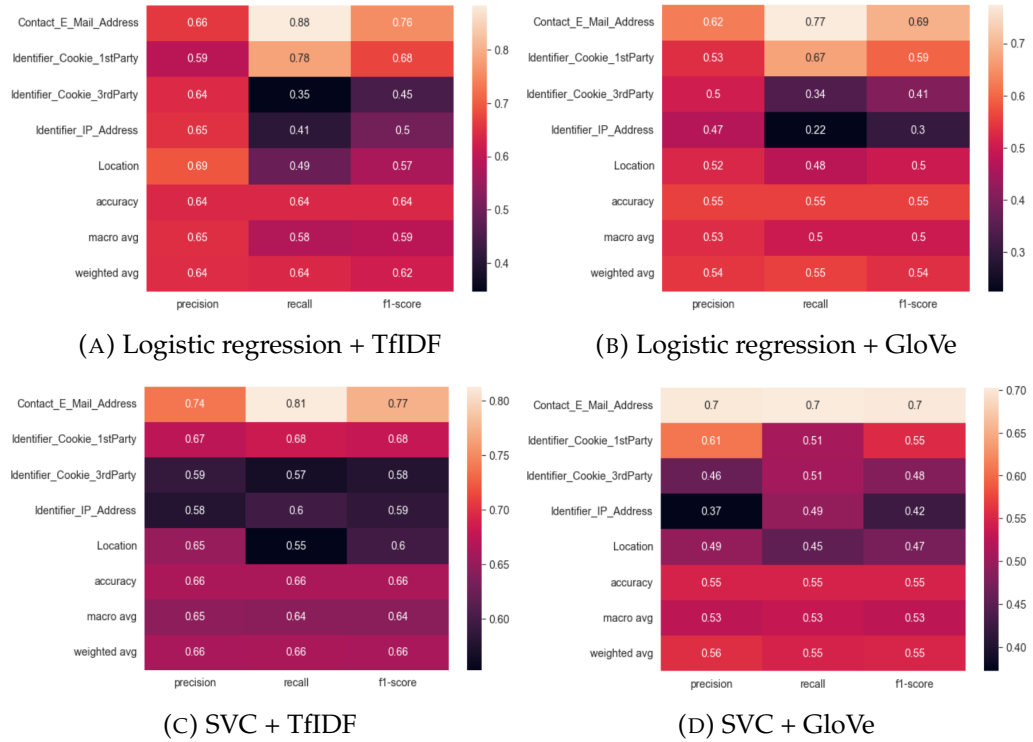 Contact_E_Mail_Address 0.66 0.88 0.76
Identifier_Cookie_1stParty 0.59 0.78 0.68
Identifier_Cookie_3rdParty 0.64 0.35 0.45
Identifier_IP_Address 0.65 0.41 0.5
Location 0.69 0.49 0.57
accuracy 0.64 0.64 0.64
macro avg 0.65 0.58 0.59
weighted avg 0.64 0.64 0.62
precision recall f1-score
0.8
0.7
0.6
0.5
0.4
(A) Logistic regression + TfIDF
Contact_E_Mail_Address 0.62 0.77 0.69
Identifier_Cookie_1stParty 0.53 0.67 0.59
Identifier_Cookie_3rdParty 0.5 0.34 0.41
Identifier_IP_Address 0.47 0.22 0.3
Location 0.52 0.48 0.5
accuracy 0.55 0.55 0.55
macro avg 0.53 0.5 0.5
weighted avg 0.54 0.55 0.54
precision recall f1-score
0.7
0.6
0.5
0.4
0.3
(B) Logistic regression + GloVe
Contact_E_Mail_Address 0.74 0.81 0.77
Identifier_Cookie_1stParty 0.67 0.68 0.68
Identifier_Cookie_3rdParty 0.59 0.57 0.58
Identifier_IP_Address 0.58 0.6 0.59
Location 0.65 0.55 0.6
accuracy 0.66 0.66 0.66
macro avg 0.65 0.64 0.64
weighted avg 0.66 0.66 0.66
precision recall f1-score
0.80
0.75
0.70
0.65
0.60
(C) SVC + TfIDF
Contact_E_Mail_Address 0.7 0.7 0.7
Identifier_Cookie_1stParty 0.61 0.51 0.55
Identifier_Cookie_3rdParty 0.46 0.51 0.48
Identifier_IP_Address 0.37 0.49 0.42
Location 0.49 0.45 0.47
accuracy 0.55 0.55 0.55
macro avg 0.53 0.53 0.53
weighted avg 0.56 0.55 0.55
precision recall f1-score
0.70
0.65
0.60
0.55
0.50
0.45
0.40
(D) SVC + GloVe